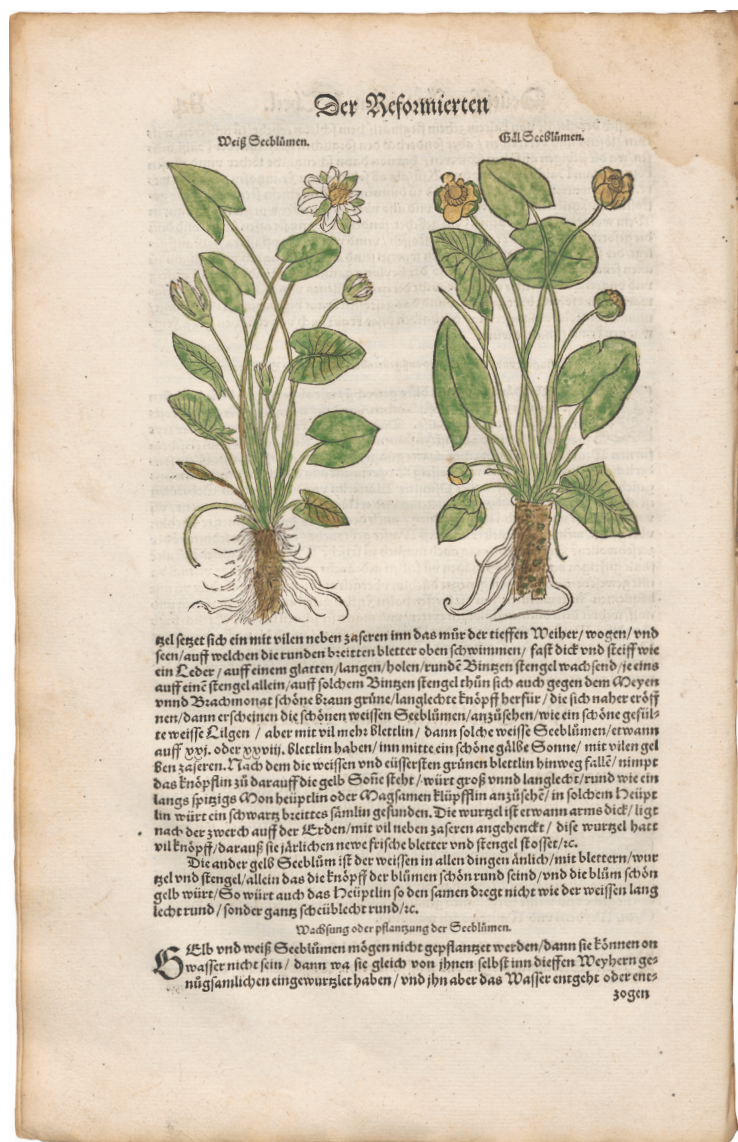 Der Reformierten
Weiß Seeblůmen.
Gål Seeblůmen.
tzel setzet sich ein mit vilen neben zaseren inn das můr der tieffen Weiher/ wogen/ vnd
seen/ auff welchen die runden breitten bletter oben schwimmen/ fast dick vnd steiff wie
ein Leder/ auff einem glatten/ langen/ holen/ rundē Bintzen stengel wachsend/ je eins
auff einē stengel allein/ auff solchem Bintzen stengel thůn sich auch gegen dem Meyen
vnnd Brachmonat schöne braun grüne/ langlechte knöpff herfür/ die sich naher eröff
nen/ dann erscheinen die schönen weissen Seeblůmen/ anzůsehen/ wie ein schöne gefül-
te weisse Lilgen/ aber mit vil mehr blettlin/ dann solche weisse Seeblůmen/ etwann
auff xxj. oder xxviij. blettlin haben/ inn mitte ein schöne gålbe Sonne/ mit vilen gel
ben zaseren. Nach dem die weissen vnd eüssersten grünen blettlin hinweg fallē/ nimpt
das knöpflin zů darauff die gelb Soñe steht/ würt groß vnnd langlecht/ rund wie ein
langs spitzigs Mon heüptlin oder Magsamen klüpfflin anzůsehē/ in solchem Heüpt
lin würt ein schwartz breittes såmlin gefunden. Die wurtzel ist etwann arms dick/ ligt
nach der zwerch auff der Erden/ mit vil neben zaseren angehenckt/ dise wurtzel hatt
vil knöpff/ darauß sie jårlichen newe frische bletter vnd stengel stosset/ ꝛc.
Die ander gelb Seeblům ist der weissen in allen dingen ånlich/ mit blettern/ wur
tzel vnd stengel/ allein das die knöpff der blůmen schön rund seind/ vnd die blům schön
gelb würt/ So würt auch das Heüptlin so den samen dregt nicht wie der weissen lang
lecht rund/ sonder gantz scheüblecht rund/ ꝛc.
Wachsung oder pflantzung der Seeblůmen.
GElb vnd weiß Seeblůmen mögen nicht gepflantzet werden/ dann sie können on
wasser nicht sein/ dann wa sie gleich von jhnen selbst inn dieffen Weyhern ge-
nůgsamlichen eingewurtzlet haben/ vnd jhn aber das Wasser entgeht oder ent-
zogen